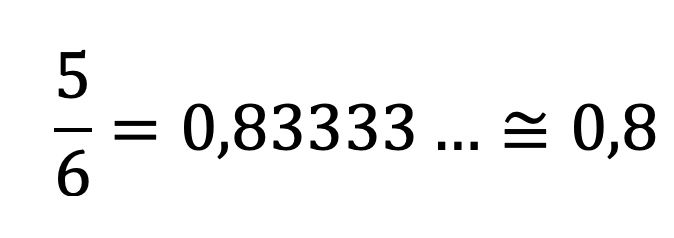 5/6 = 0,83333 ... ≅ 0,8